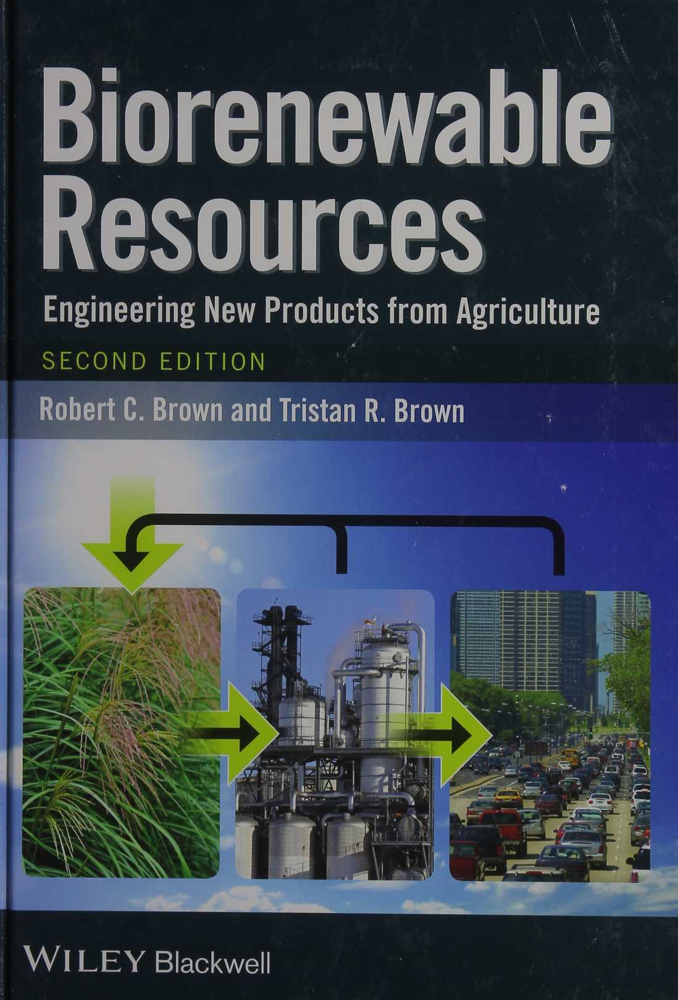 Biorenewable
Resources
Engineering New Products from Agriculture
SECOND EDITION
Robert C. Brown and Tristan R. Brown
WILEY Blackwell